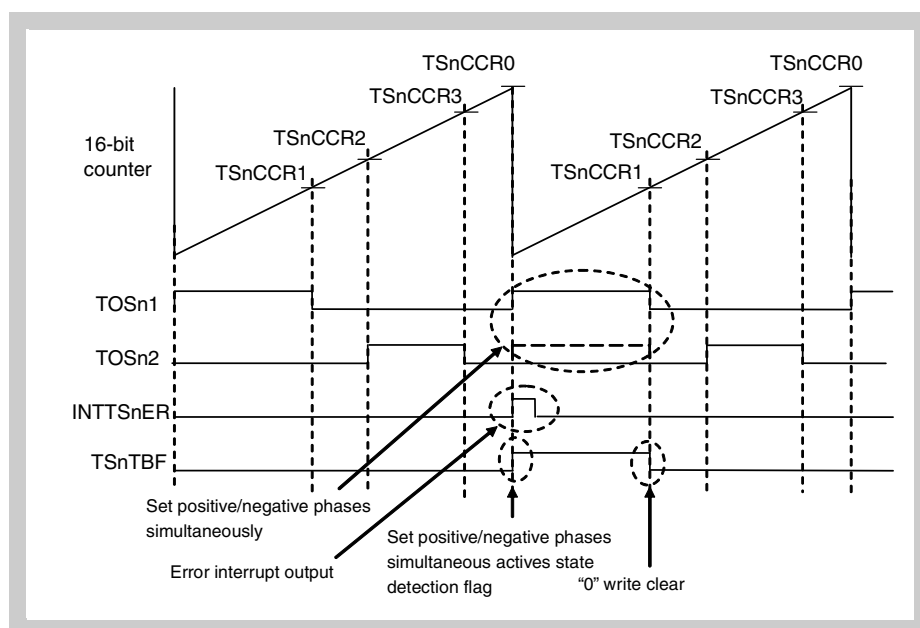 TSnCCR0
TSnCCR0
TSnCCR3
TSnCCR3
16-bit
counter
TSnCCR2
TSnCCR2
TSnCCR1
TSnCCR1
TOSn1
TOSn2
INTTSnER
TSnTBF
Set positive/negative phases
simultaneously
Set positive/negative phases
simultaneous actives state
detection flag
Error interrupt output
“0” write clear